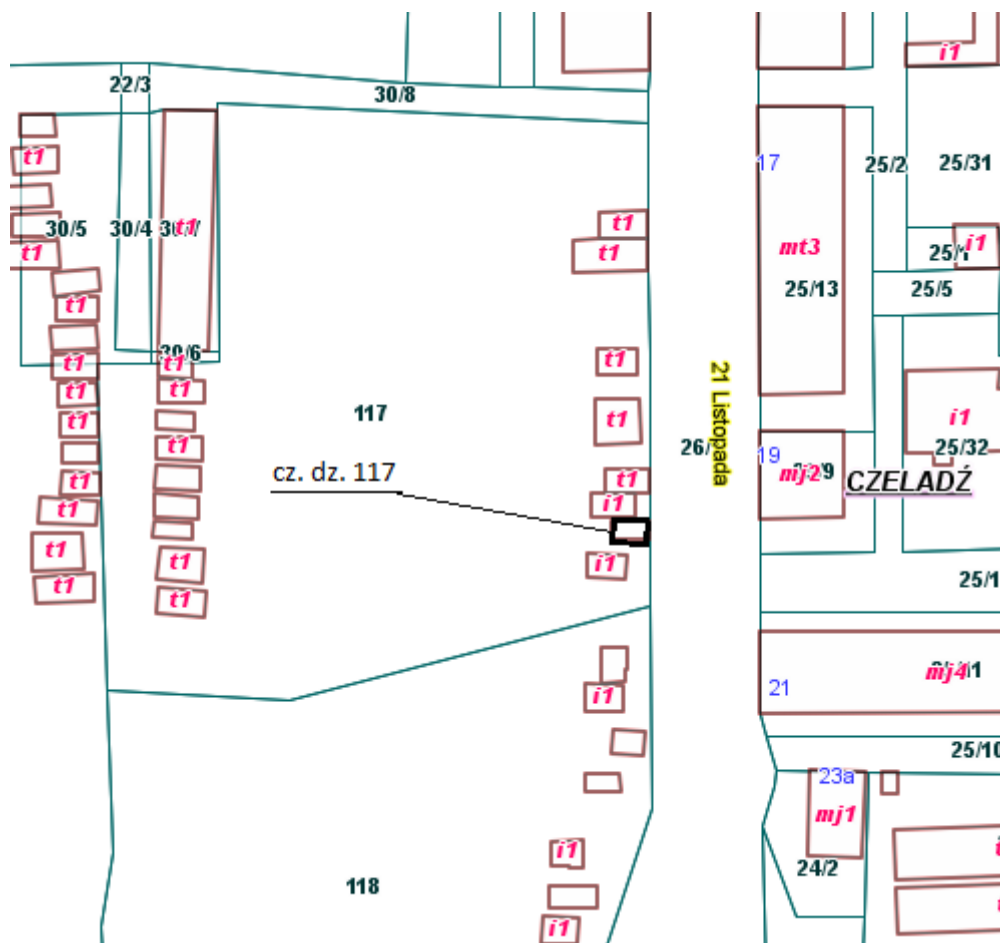 i1
22/3
30/8
t1
17
25/2
25/31
30/5
30/4
t1
t1
t1
t1
mt3
25/1
i1
25/13
25/5
t1
30/6
t1
t1
t1
t1
t1
117
t1
21 Listopada
i1
t1
t1
26/
19
mj2
25/32
cz. dz. 117
t1
t1
CZELADŹ
t1
i1
t1
t1
i1
25/1
t1
t1
mj4
21
i1
25/10
23a
mj1
i1
24/2
118
i1